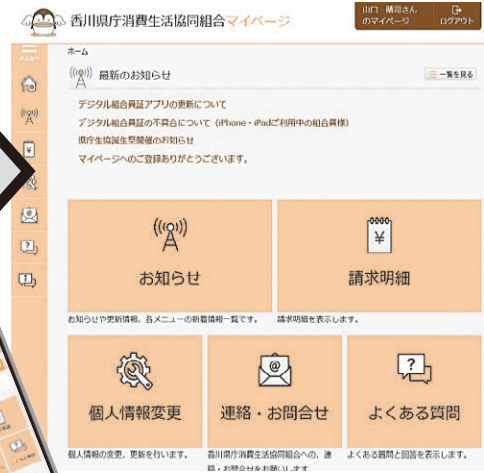 香川県庁消費生活協同組合マイページ
山口 晴司さん
のマイページ
ログアウト
メニュー
ホーム
最新のお知らせ
一覧を見る
デジタル組合員証アプリの更新について
デジタル組合員証の不具合について（iPhone・iPadご利用中の組合員様）
県庁生協誕生祭開催のお知らせ
マイページへのご登録ありがとうございます。
お知らせ
請求明細
お知らせや更新情報、各メニューの新着情報一覧です。
請求明細を表示します。
個人情報変更
連絡・お問合せ
よくある質問
個人情報の変更、更新を行います。
香川県庁消費生活協同組合への、連
絡・お問合せをお願いします。
よくある質問と回答を表示します。